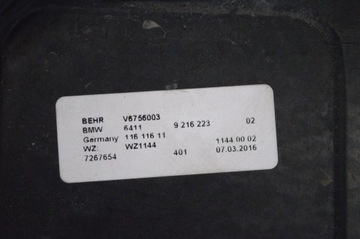 BEHR V6756003
BMW 6411 9 216 223 02
Germany 116 116 11
WZ: WZ1144 1144 00 02
7267654 401 07.03.2016